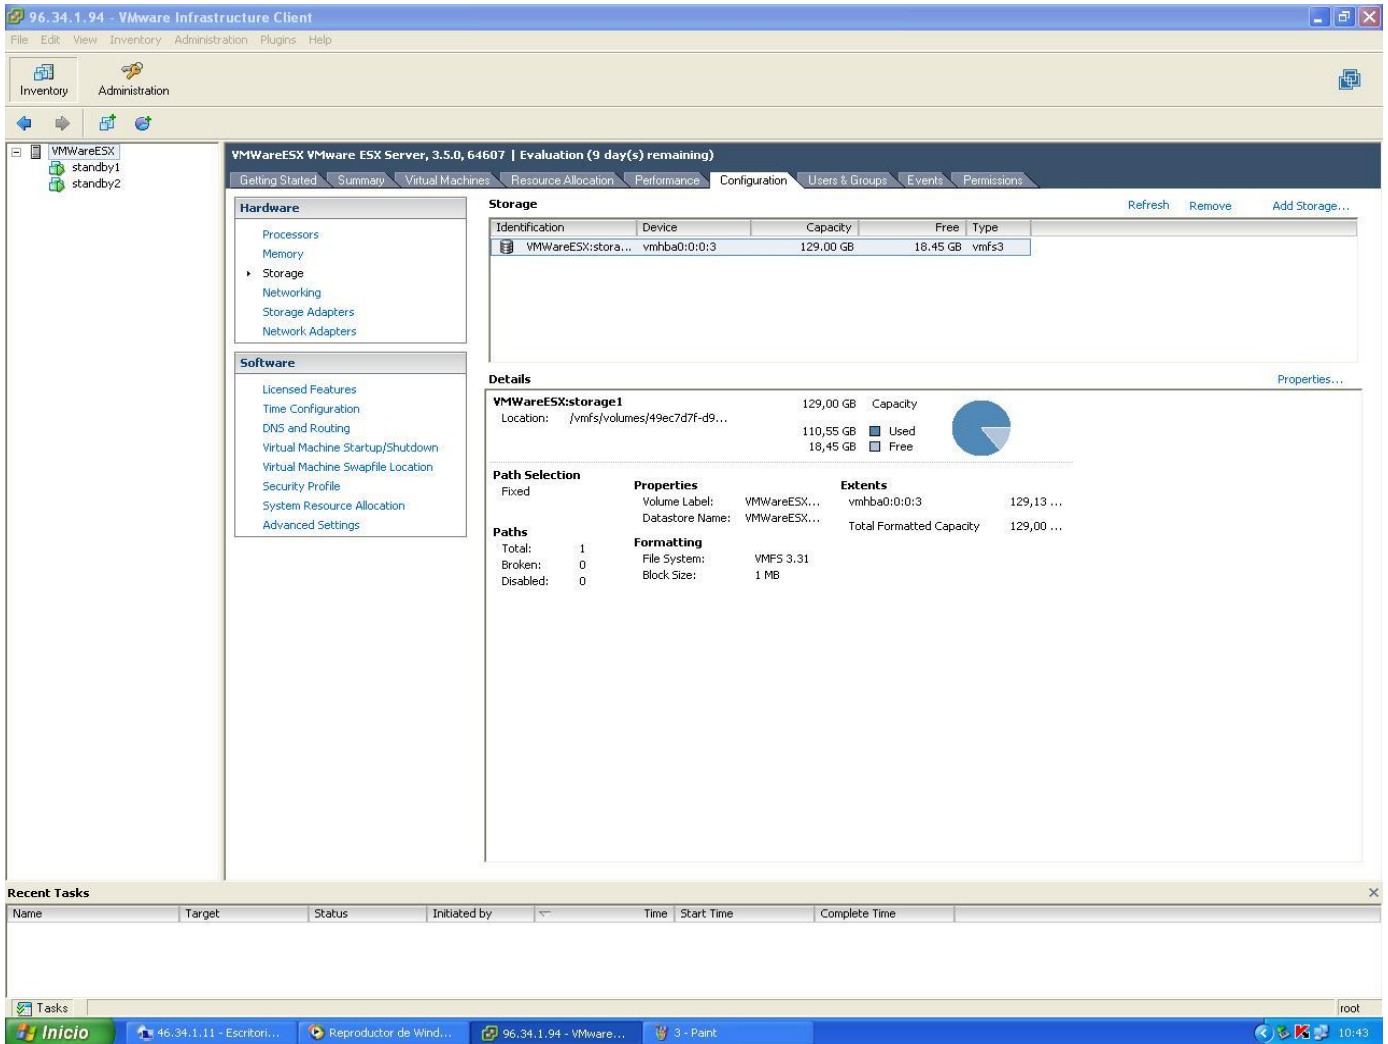 96.34.1.94 - VMware Infrastructure Client
File Edit View Inventory Administration Plugins Help
Inventory Administration
VMWareESX
standby1
standby2
VMWareESX VMware ESX Server, 3.5.0, 64607 | Evaluation (9 day(s) remaining)
Getting Started Summary Virtual Machines Resource Allocation Performance Configuration Users & Groups Events Permissions
Hardware
Processors
Memory
Storage
Networking
Storage Adapters
Network Adapters
Software
Licensed Features
Time Configuration
DNS and Routing
Virtual Machine Startup/Shutdown
Virtual Machine Swapfile Location
Security Profile
System Resource Allocation
Advanced Settings
Storage Refresh Remove Add Storage...
Identification Device Capacity Free Type
VMWareESX:stora... vmhba0:0:0:3 129.00 GB 18.45 GB vmfs3
Details Properties...
VMWareESX:storage1 129,00 GB Capacity
Location: /vmfs/volumes/49ec7d7f-d9...
110,55 GB Used
18,45 GB Free
Path Selection
Fixed
Paths
Total: 1
Broken: 0
Disabled: 0
Properties
Volume Label: VMWareESX...
Datastore Name: VMWareESX...
Formatting
File System: VMFS 3.31
Block Size: 1 MB
Extents
vmhba0:0:0:3 129,13 ...
Total Formatted Capacity 129,00 ...
Recent Tasks
Name Target Status Initiated by Time Start Time Complete Time
Tasks root
Inicio 46.34.1.11 - Escritori... Reproductor de Wind... 96.34.1.94 - VMware... 3 - Paint 10:43